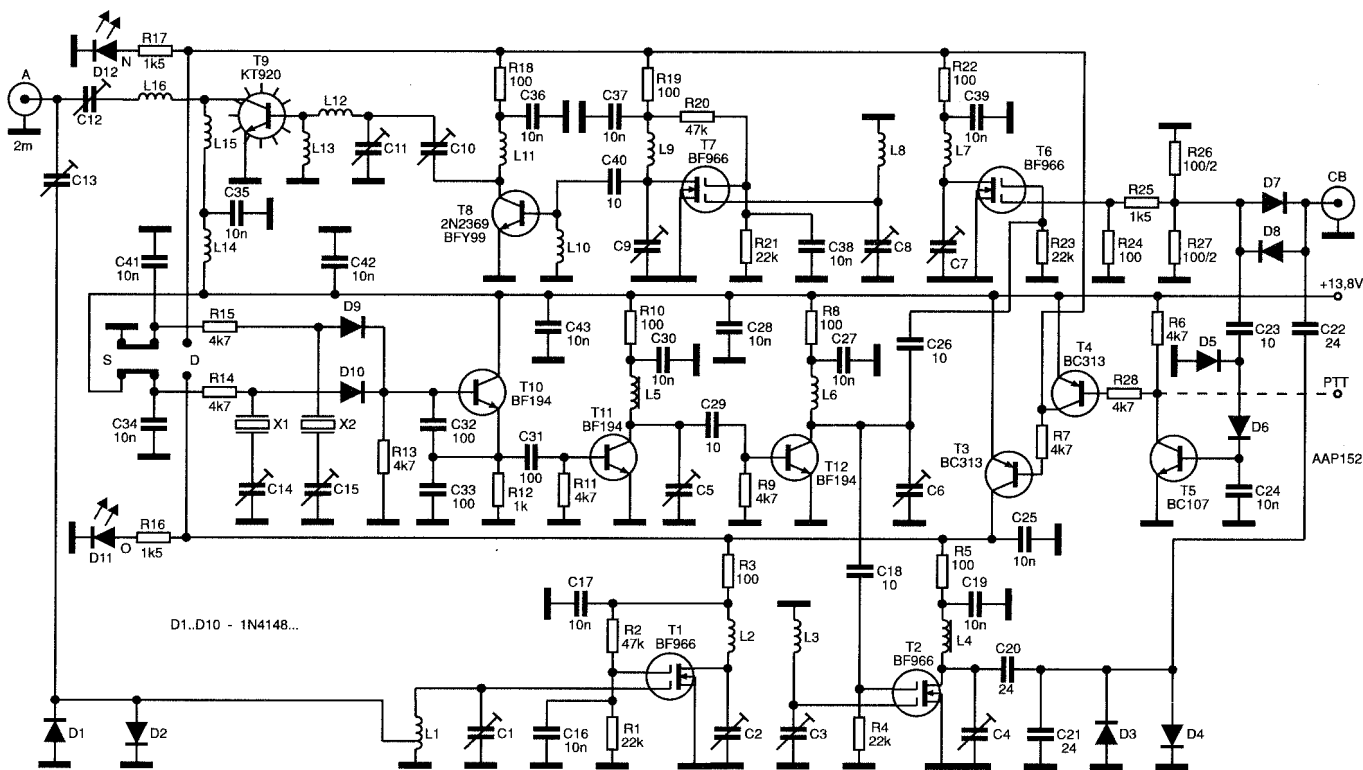 R17
1k5
D12
N
T9
KT920
A
2m
C12
L16
L12
L15
L13
C11
C10
C13
C35
10n
L14
R18
100
C36
10n
L11
T8
2N2369
BFY99
C37
10n
R19
100
R20
47k
L9
C40
10
L10
C9
T7
BF966
R21
22k
C38
10n
L8
C8
R22
100
C39
10n
L7
T6
BF966
C7
R23
22k
R24
100
R25
1k5
R26
100/2
R27
100/2
D7
D8
CB
+13,8V
C41
10n
C42
10n
S
D
R15
4k7
R14
4k7
C34
10n
D9
D10
X1
X2
C14
C15
R13
4k7
C32
100
C33
100
T10
BF194
C31
100
R12
1k
R11
4k7
C43
10n
R10
100
C30
10n
L5
T11
BF194
C5
C29
10
R9
4k7
C28
10n
R8
100
C27
10n
L6
T12
BF194
C26
10
C6
T4
BC313
R28
4k7
R7
4k7
T3
BC313
R6
4k7
D5
C23
10
C22
24
PTT
D6
T5
BC107
C24
10n
AAP152
D11
O
R16
1k5
C25
10n
D1..D10 - 1N4148...
D1
D2
L1
C1
C17
10n
R2
47k
R1
22k
C16
10n
T1
BF966
R3
100
L2
C2
L3
C3
C18
10
R4
22k
T2
BF966
R5
100
C19
10n
L4
C20
24
C4
C21
24
D3
D4